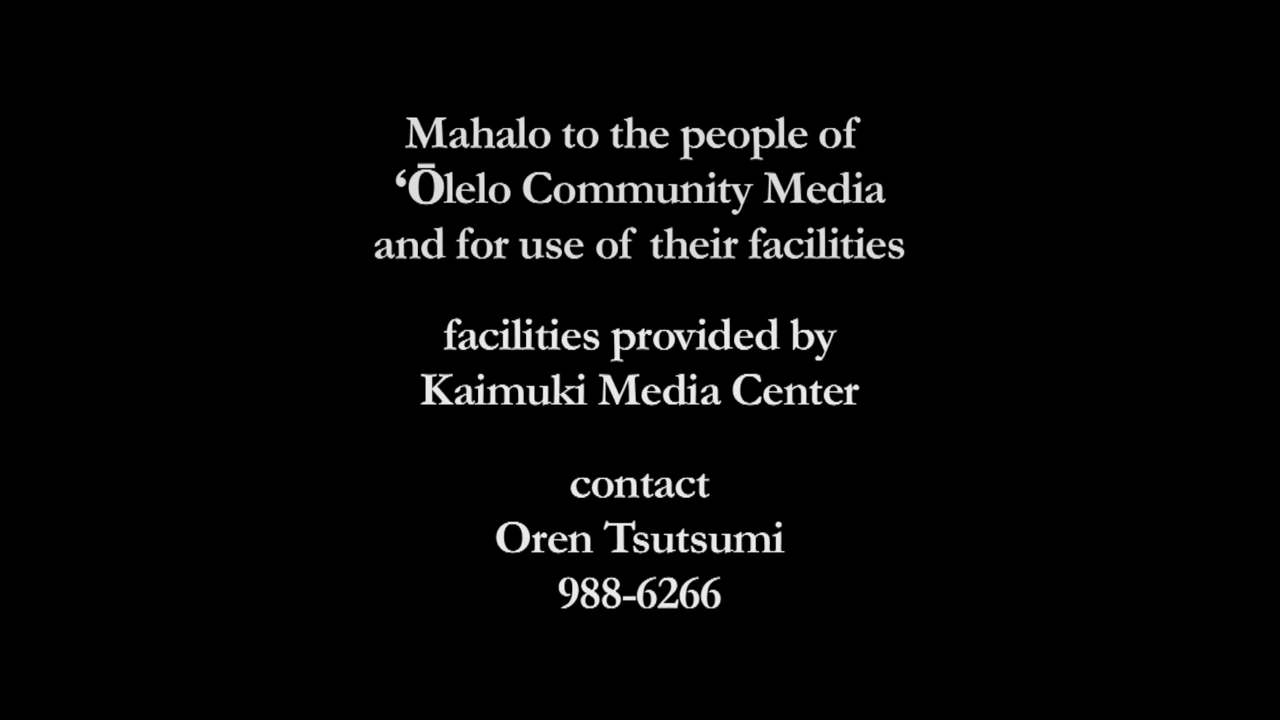 Mahalo to the people of
‘Ōlelo Community Media
and for use of their facilities
facilities provided by
Kaimuki Media Center
contact
Oren Tsutsumi
988-6266